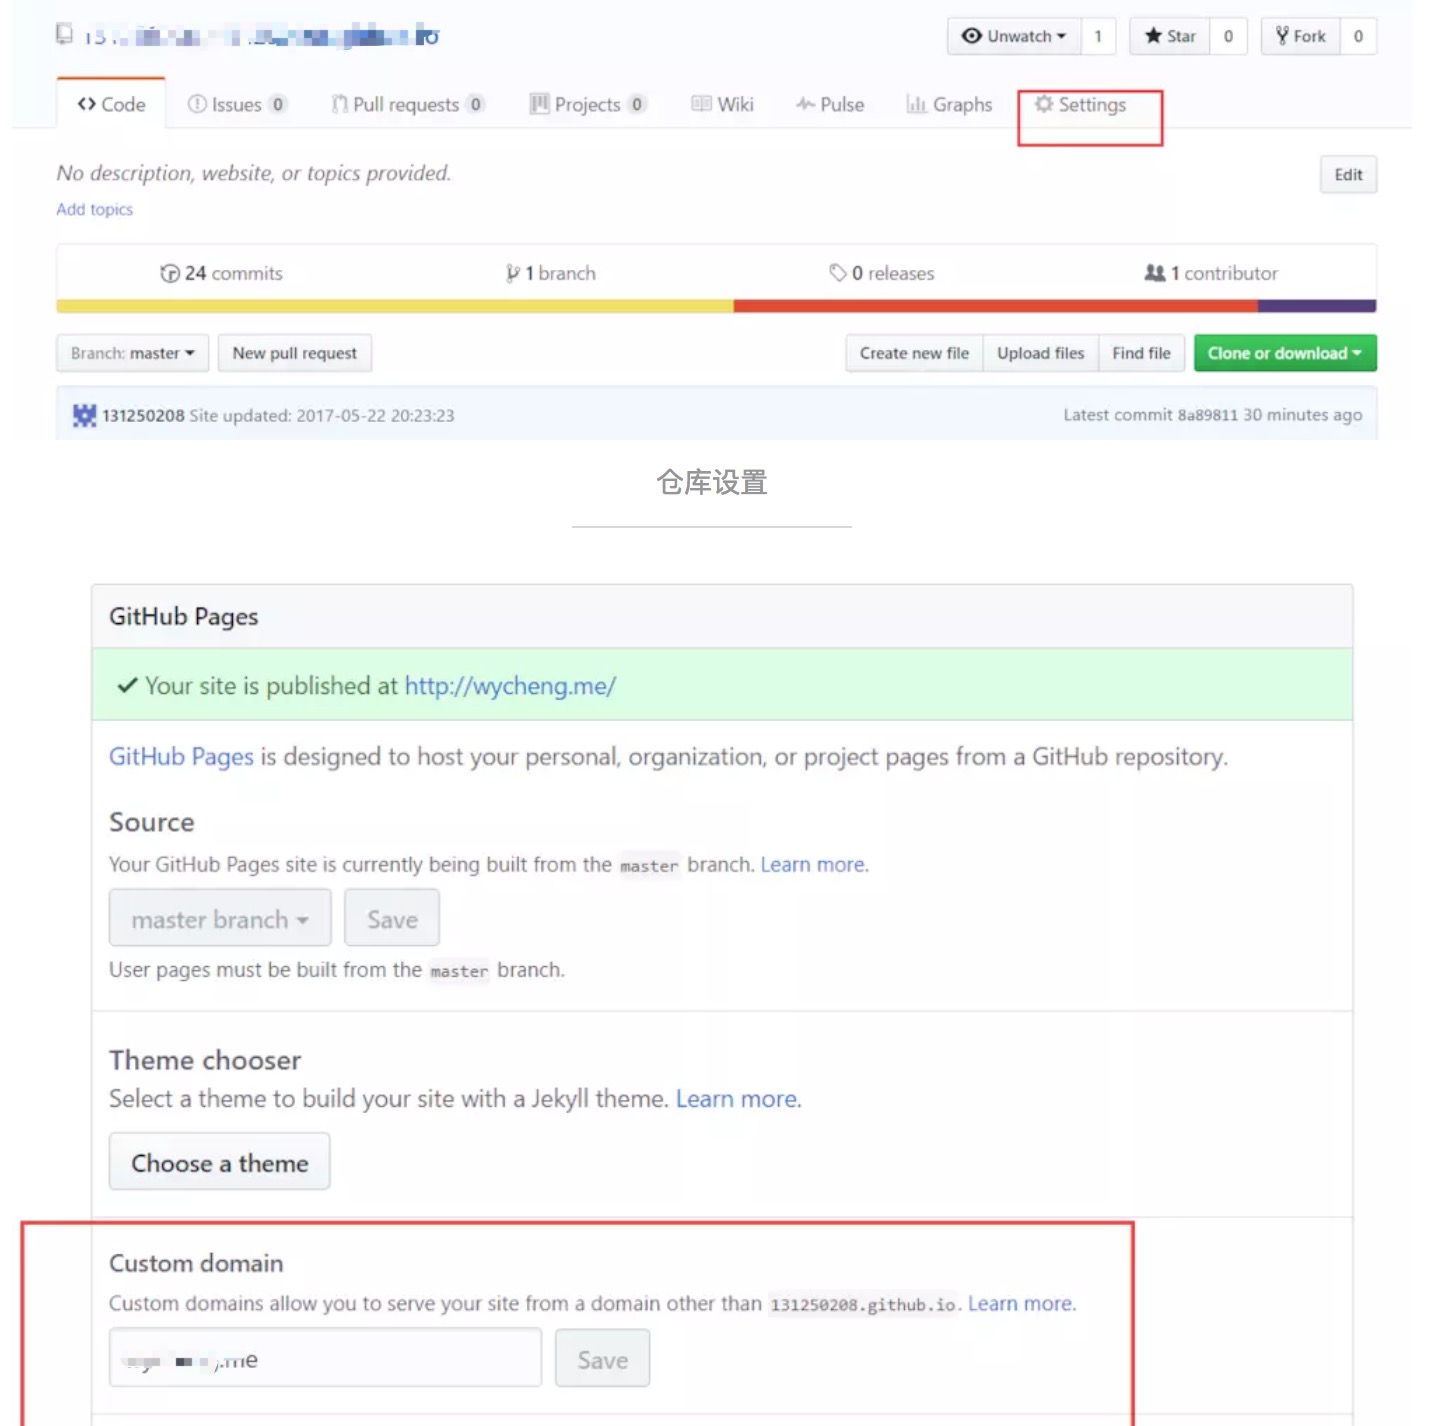 Unwatch 1 Star 0 Fork 0
Code Issues 0 Pull requests 0 Projects 0 Wiki Pulse Graphs Settings
No description, website, or topics provided. Edit
Add topics
24 commits 1 branch 0 releases 1 contributor
Branch: master New pull request Create new file Upload files Find file Clone or download
131250208 Site updated: 2017-05-22 20:23:23 Latest commit 8a89811 30 minutes ago
仓库设置
GitHub Pages
Your site is published at http://wycheng.me/
GitHub Pages is designed to host your personal, organization, or project pages from a GitHub repository.
Source
Your GitHub Pages site is currently being built from the master branch. Learn more.
master branch Save
User pages must be built from the master branch.
Theme chooser
Select a theme to build your site with a Jekyll theme. Learn more.
Choose a theme
Custom domain
Custom domains allow you to serve your site from a domain other than 131250208.github.io. Learn more.
.me Save